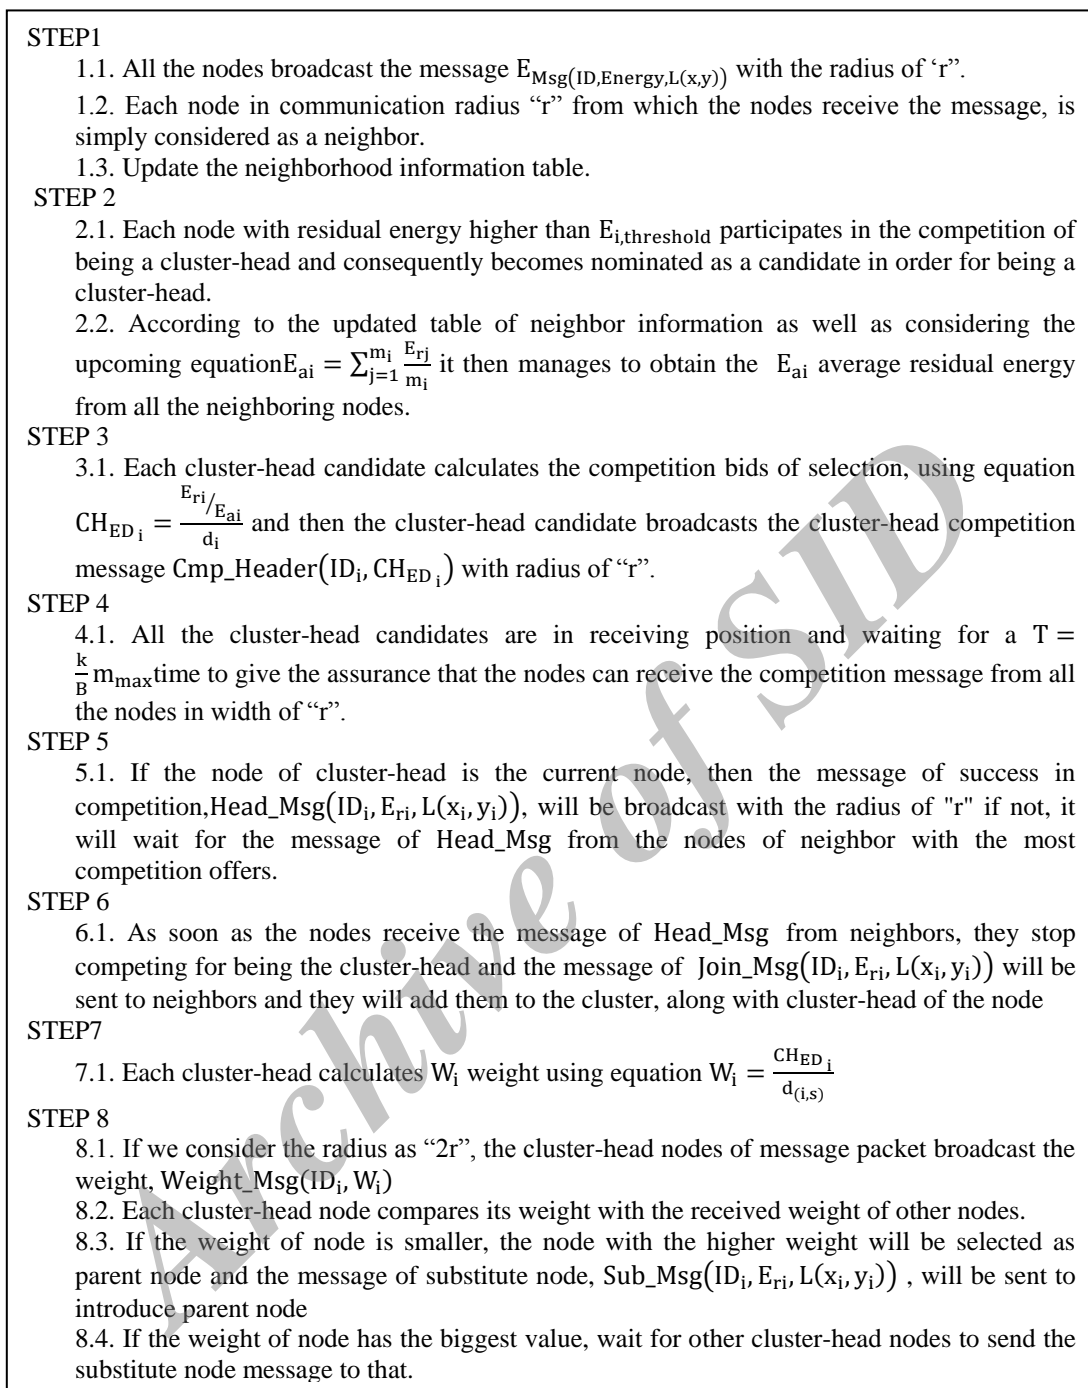 STEP1
1.1. All the nodes broadcast the message E_Msg(ID,Energy,L(x,y)) with the radius of ‘r”.
1.2. Each node in communication radius “r” from which the nodes receive the message, is
simply considered as a neighbor.
1.3. Update the neighborhood information table.
STEP 2
2.1. Each node with residual energy higher than E_i,threshold participates in the competition of
being a cluster-head and consequently becomes nominated as a candidate in order for being a
cluster-head.
2.2. According to the updated table of neighbor information as well as considering the
upcoming equationE_ai = ∑_{j=1}^{m_i} E_rj/m_i it then manages to obtain the E_ai average residual energy
from all the neighboring nodes.
STEP 3
3.1. Each cluster-head candidate calculates the competition bids of selection, using equation
CH_ED_i = (E_ri/E_ai)/d_i and then the cluster-head candidate broadcasts the cluster-head competition
message Cmp_Header(ID_i, CH_ED_i) with radius of “r”.
STEP 4
4.1. All the cluster-head candidates are in receiving position and waiting for a T =
k/B m_max time to give the assurance that the nodes can receive the competition message from all
the nodes in width of “r”.
STEP 5
5.1. If the node of cluster-head is the current node, then the message of success in
competition,Head_Msg(ID_i, E_ri, L(x_i, y_i)), will be broadcast with the radius of "r" if not, it
will wait for the message of Head_Msg from the nodes of neighbor with the most
competition offers.
STEP 6
6.1. As soon as the nodes receive the message of Head_Msg from neighbors, they stop
competing for being the cluster-head and the message of Join_Msg(ID_i, E_ri, L(x_i, y_i)) will be
sent to neighbors and they will add them to the cluster, along with cluster-head of the node
STEP7
7.1. Each cluster-head calculates W_i weight using equation W_i = CH_ED_i/d_(i,s)
STEP 8
8.1. If we consider the radius as “2r”, the cluster-head nodes of message packet broadcast the
weight, Weight_Msg(ID_i, W_i)
8.2. Each cluster-head node compares its weight with the received weight of other nodes.
8.3. If the weight of node is smaller, the node with the higher weight will be selected as
parent node and the message of substitute node, Sub_Msg(ID_i, E_ri, L(x_i, y_i)) , will be sent to
introduce parent node
8.4. If the weight of node has the biggest value, wait for other cluster-head nodes to send the
substitute node message to that.
Archive of SID